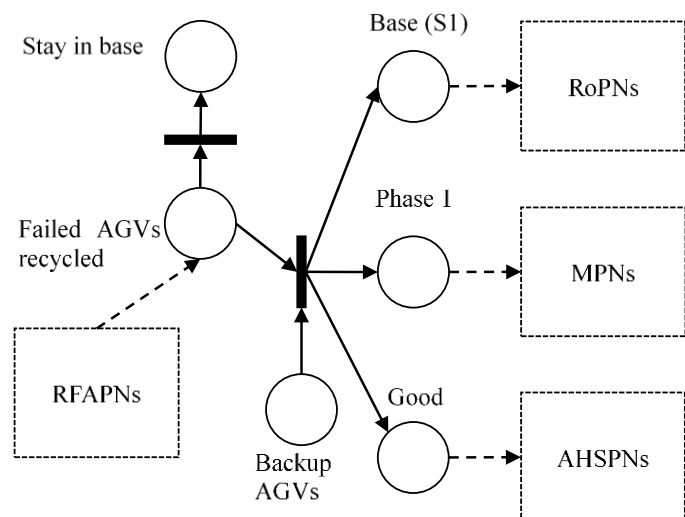 Stay in base
Base (S1)
RoPNs
Failed AGVs
recycled
Phase 1
MPNs
RFAPNs
Good
Backup
AGVs
AHSPNs